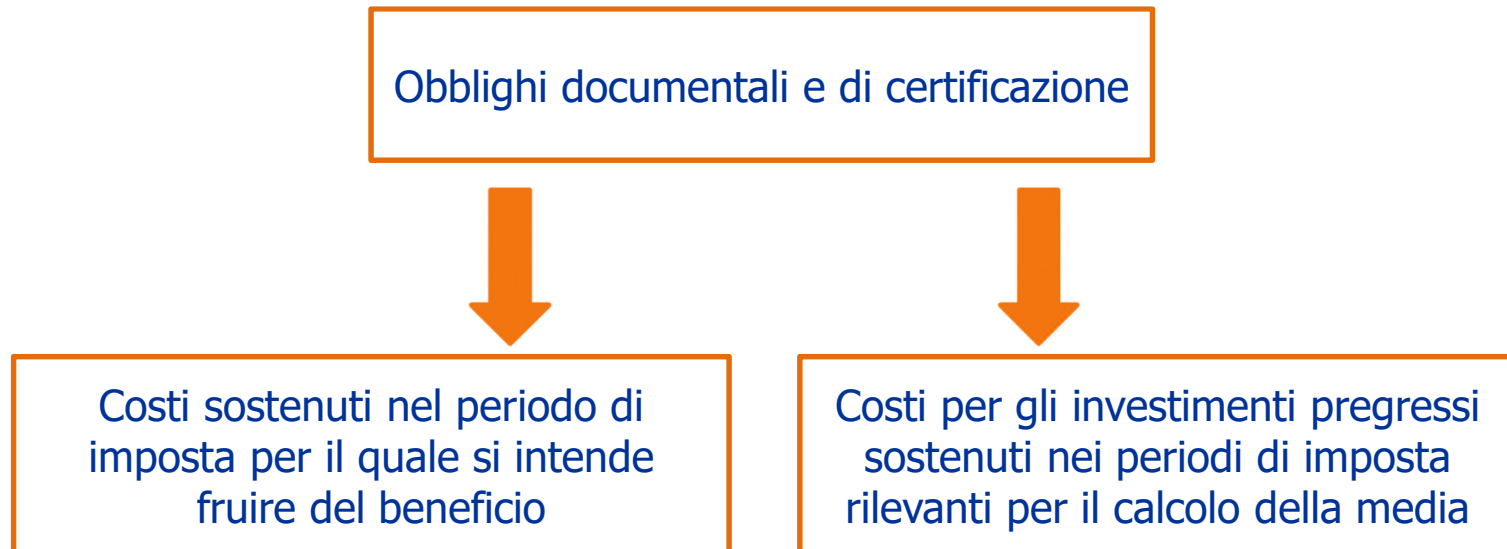 Obblighi documentali e di certificazione
Costi sostenuti nel periodo di
imposta per il quale si intende
fruire del beneficio
Costi per gli investimenti pregressi
sostenuti nei periodi di imposta
rilevanti per il calcolo della media